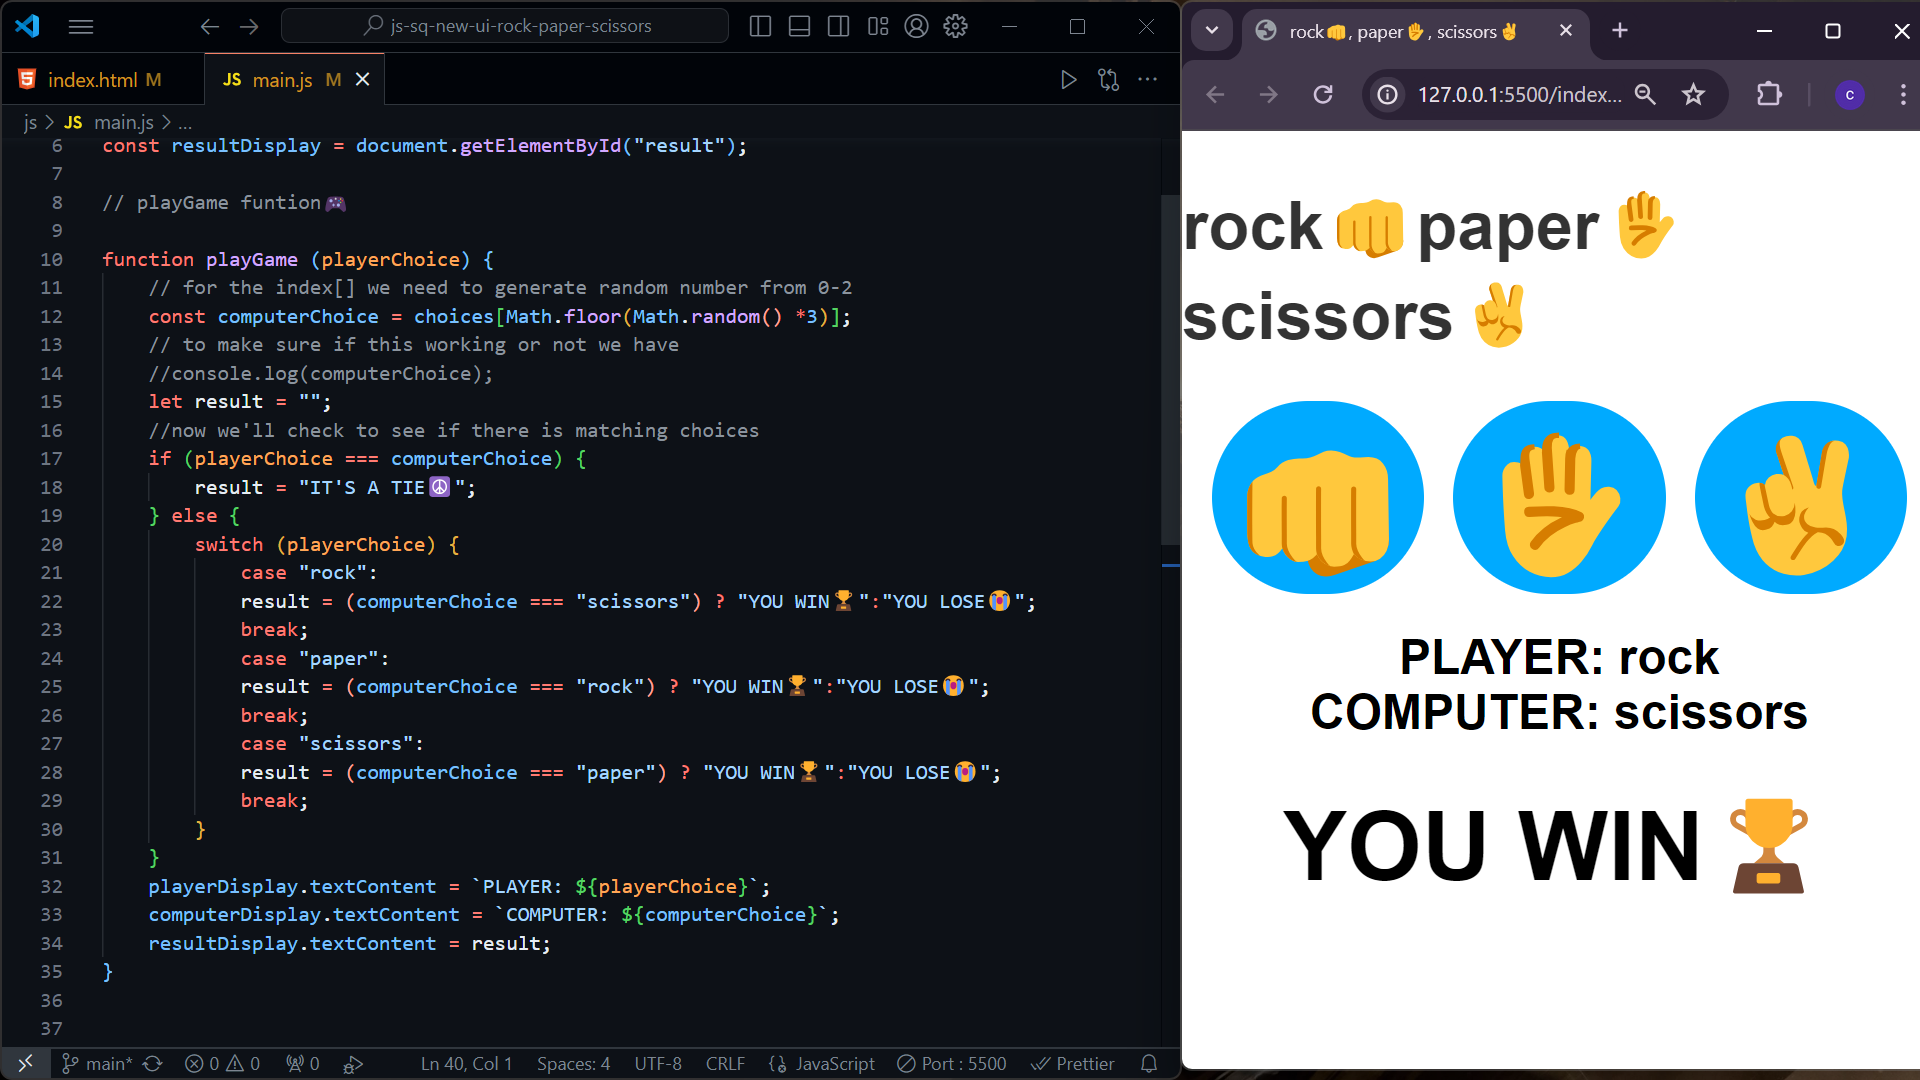 js-sq-new-ui-rock-paper-scissors
index.html M
JS main.js M
js > JS main.js > ...
6 const resultDisplay = document.getElementById("result");
7
8 // playGame funtion🎮
9
10 function playGame (playerChoice) {
11 // for the index[] we need to generate random number from 0-2
12 const computerChoice = choices[Math.floor(Math.random() *3)];
13 // to make sure if this working or not we have
14 //console.log(computerChoice);
15 let result = "";
16 //now we'll check to see if there is matching choices
17 if (playerChoice === computerChoice) {
18 result = "IT'S A TIE☮️";
19 } else {
20 switch (playerChoice) {
21 case "rock":
22 result = (computerChoice === "scissors") ? "YOU WIN🏆":"YOU LOSE😭";
23 break;
24 case "paper":
25 result = (computerChoice === "rock") ? "YOU WIN🏆":"YOU LOSE😭";
26 break;
27 case "scissors":
28 result = (computerChoice === "paper") ? "YOU WIN🏆":"YOU LOSE😭";
29 break;
30 }
31 }
32 playerDisplay.textContent = `PLAYER: ${playerChoice}`;
33 computerDisplay.textContent = `COMPUTER: ${computerChoice}`;
34 resultDisplay.textContent = result;
35 }
36
37
main* 0 0 0 Ln 40, Col 1 Spaces: 4 UTF-8 CRLF JavaScript Port : 5500 Prettier
rock👊, paper✋, scissors✌️
127.0.0.1:5500/index...
c
rock👊paper✋
scissors✌️
PLAYER: rock
COMPUTER: scissors
YOU WIN🏆